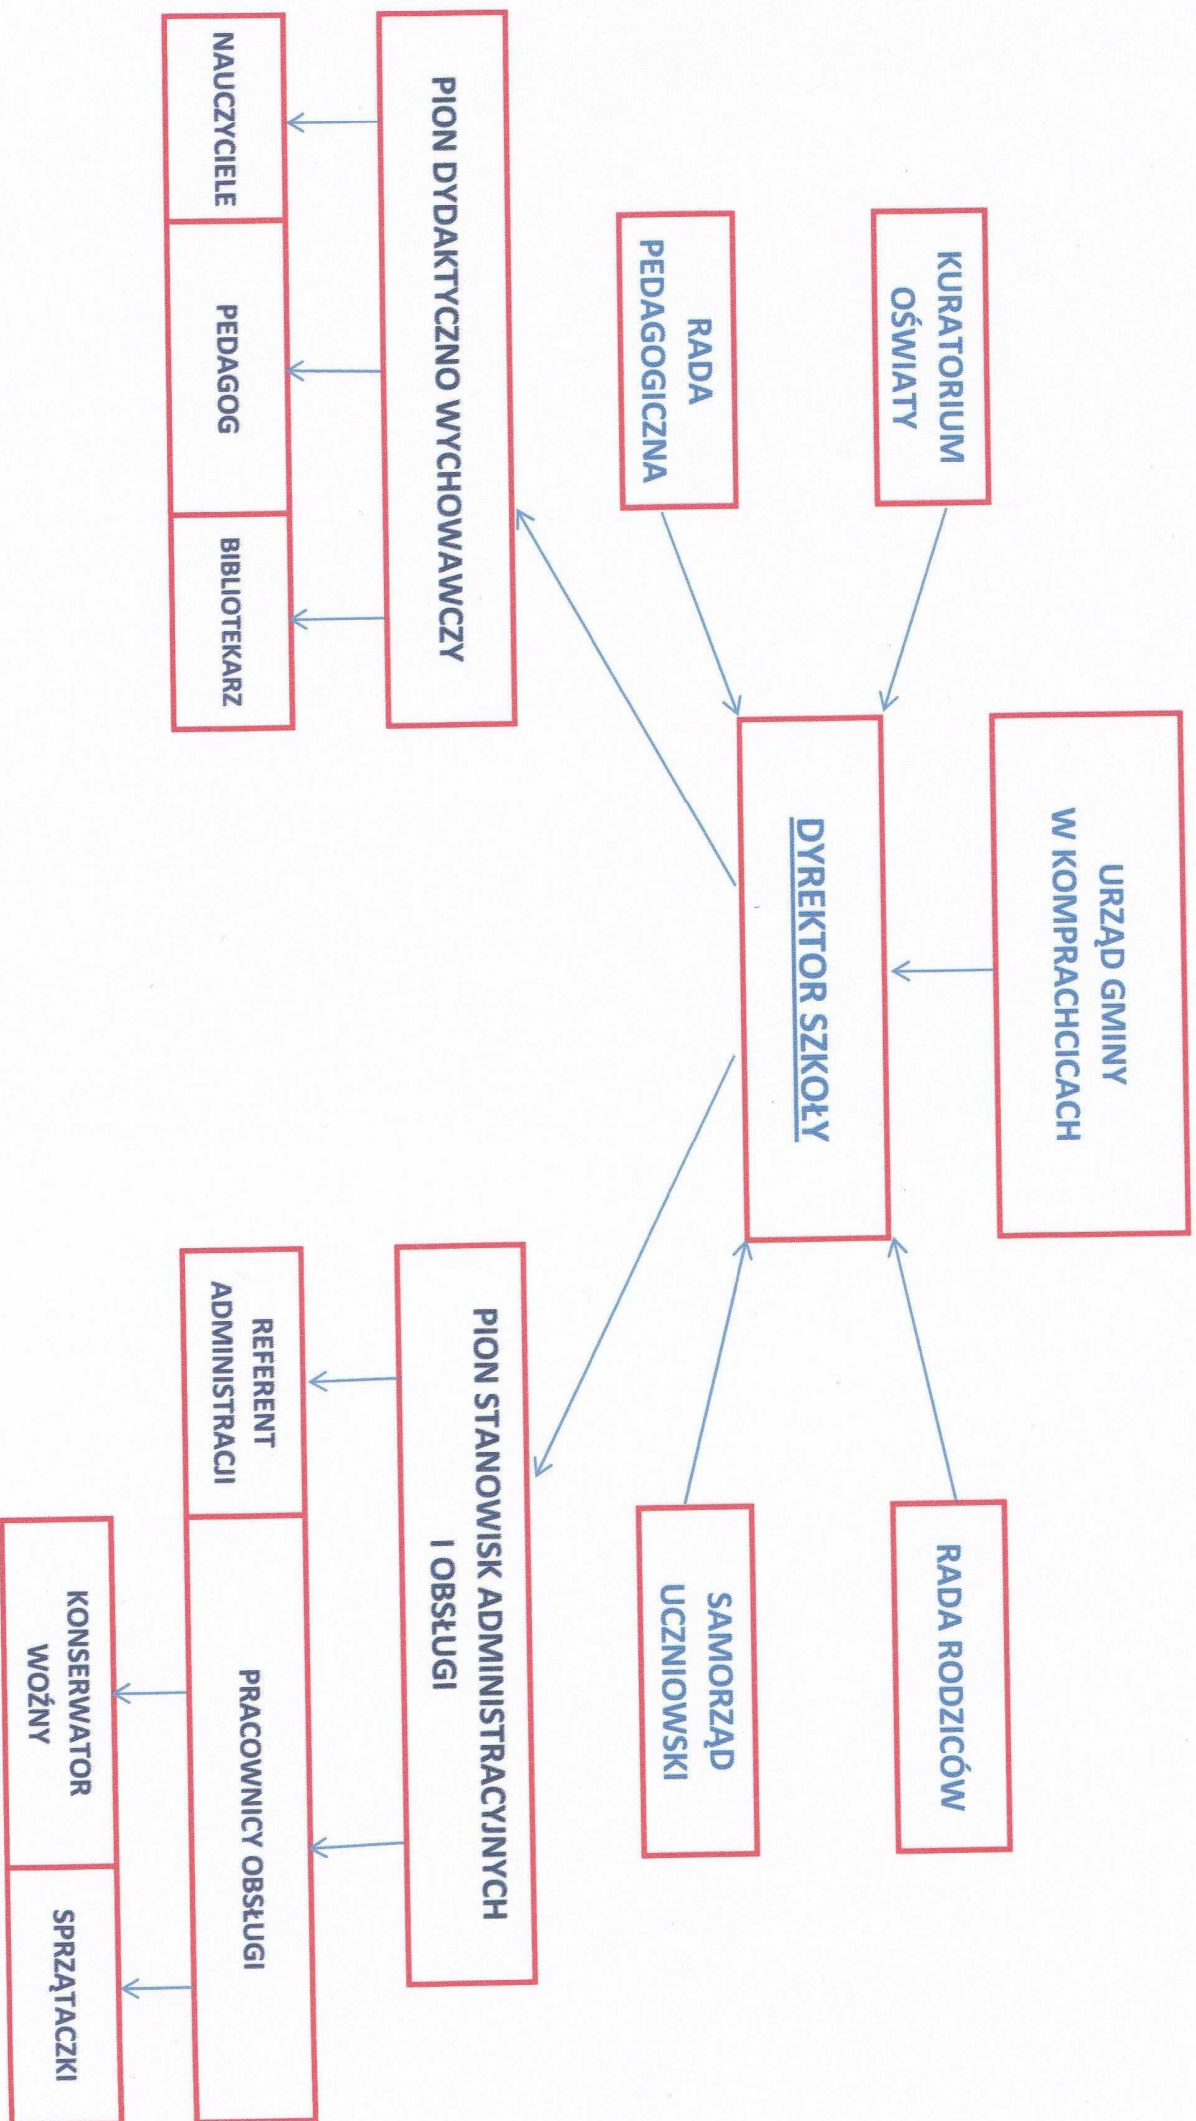 URZĄD GMINY
W KOMPRACHCICACH
KURATORIUM
OŚWIATY
RADA RODZICÓW
DYREKTOR SZKOŁY
RADA
PEDAGOGICZNA
SAMORZĄD
UCZNIOWSKI
PION DYDAKTYCZNO WYCHOWAWCZY
PION STANOWISK ADMINISTRACYJNYCH
I OBSŁUGI
NAUCZYCIELE
PEDAGOG
BIBLIOTEKARZ
REFERENT
ADMINISTRACJI
PRACOWNICY OBSŁUGI
KONSERWATOR
WOŹNY
SPRZĄTACZKI